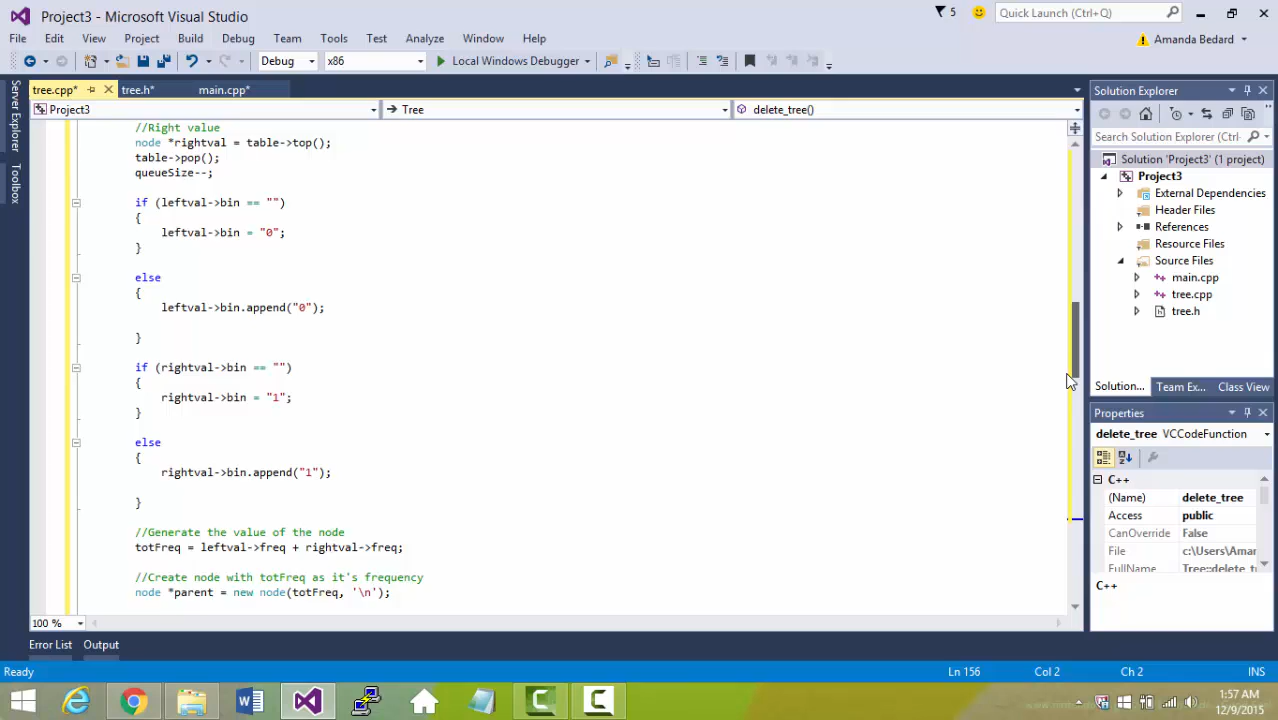 Project3 - Microsoft Visual Studio
5
Quick Launch (Ctrl+Q)
File Edit View Project Build Debug Team Tools Test Analyze Window Help
Amanda Bedard
Debug x86 Local Windows Debugger
Server Explorer
Toolbox
tree.cpp* tree.h* main.cpp*
Project3 Tree delete_tree()
//Right value
node *rightval = table->top();
table->pop();
queueSize--;
if (leftval->bin == "")
{
leftval->bin = "0";
}
else
{
leftval->bin.append("0");
}
if (rightval->bin == "")
{
rightval->bin = "1";
}
else
{
rightval->bin.append("1");
}
//Generate the value of the node
totFreq = leftval->freq + rightval->freq;
//Create node with totFreq as it's frequency
node *parent = new node(totFreq, '\n');
100 %
Solution Explorer
Search Solution Explorer (Ctrl-
Solution 'Project3' (1 project)
Project3
External Dependencies
Header Files
References
Resource Files
Source Files
main.cpp
tree.cpp
tree.h
Solution... Team Ex... Class View
Properties
delete_tree VCCodeFunction
C++
(Name) delete_tree
Access public
CanOverride False
File c:\Users\Amar
FullName Tree::delete_tr
C++
Error List Output
Ready Ln 156 Col 2 Ch 2 INS
1:57 AM
12/9/2015